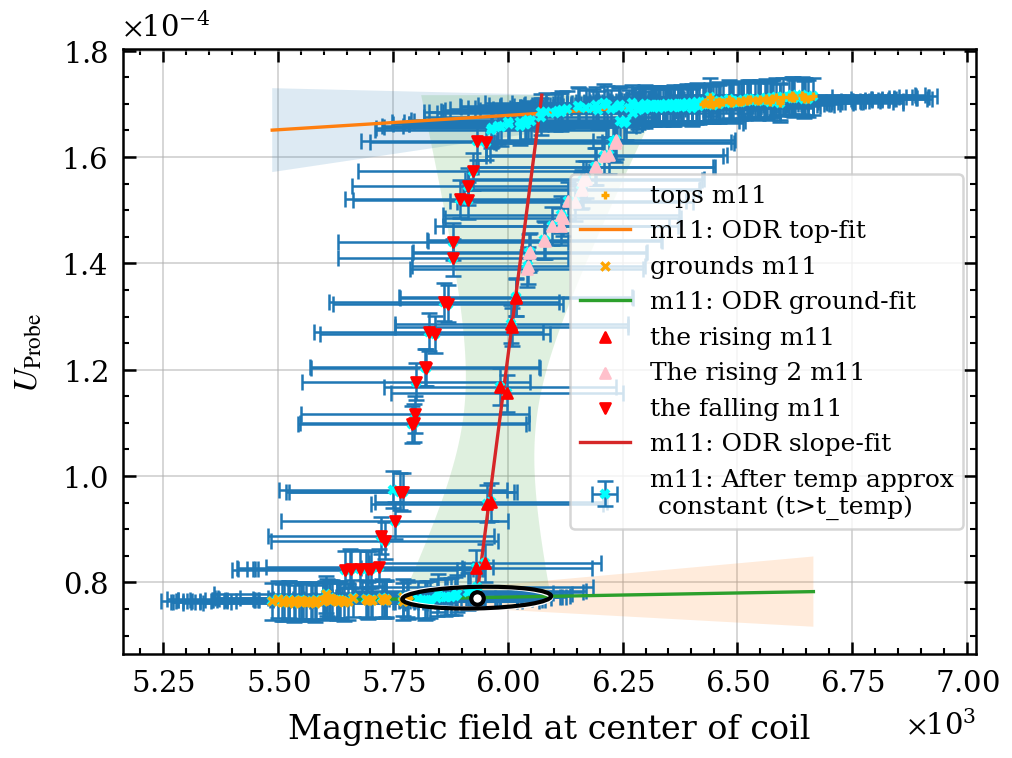 ×10⁻⁴
1.8
1.6
1.4
1.2
1.0
0.8
U_Probe
tops m11
m11: ODR top-fit
grounds m11
m11: ODR ground-fit
the rising m11
The rising 2 m11
the falling m11
m11: ODR slope-fit
m11: After temp approx
constant (t>t_temp)
5.25 5.50 5.75 6.00 6.25 6.50 6.75 7.00
Magnetic field at center of coil
×10³